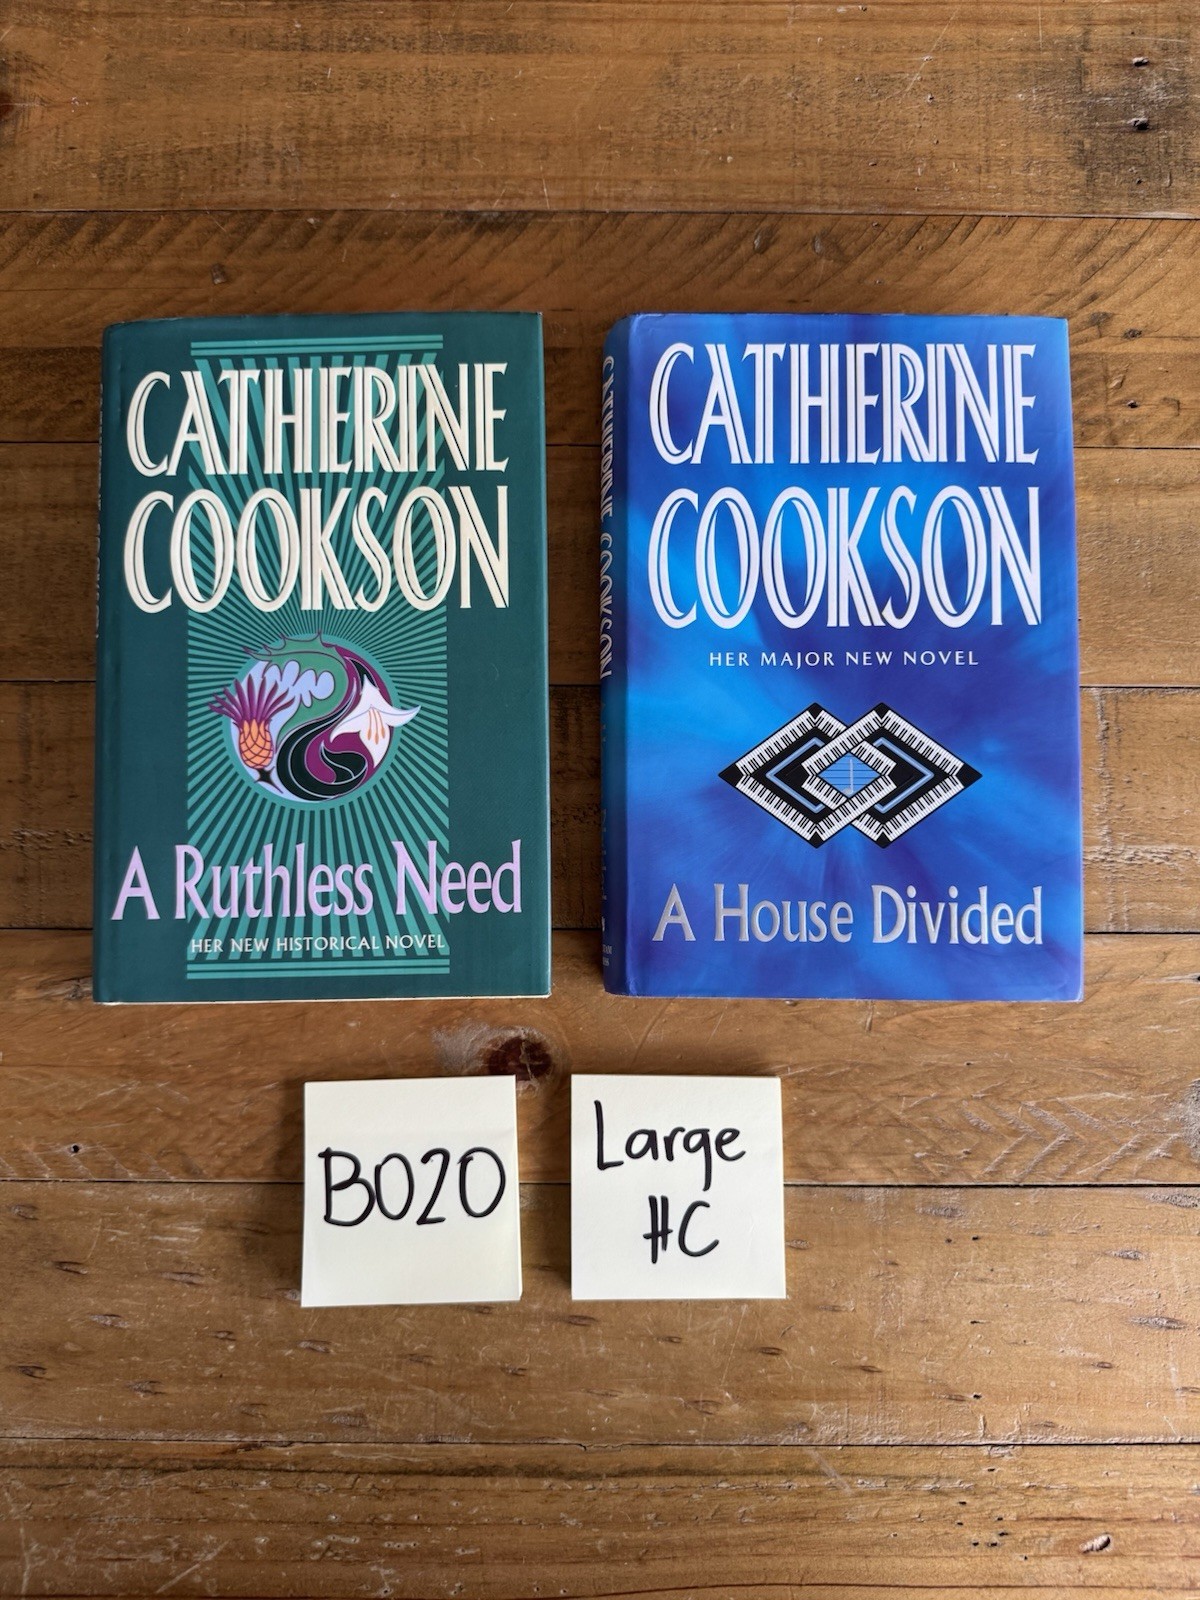 CATHERINE
COOKSON
A Ruthless Need
HER NEW HISTORICAL NOVEL
CATHERINE COOKSON
CATHERINE
COOKSON
HER MAJOR NEW NOVEL
A House Divided
B020
Large
HC